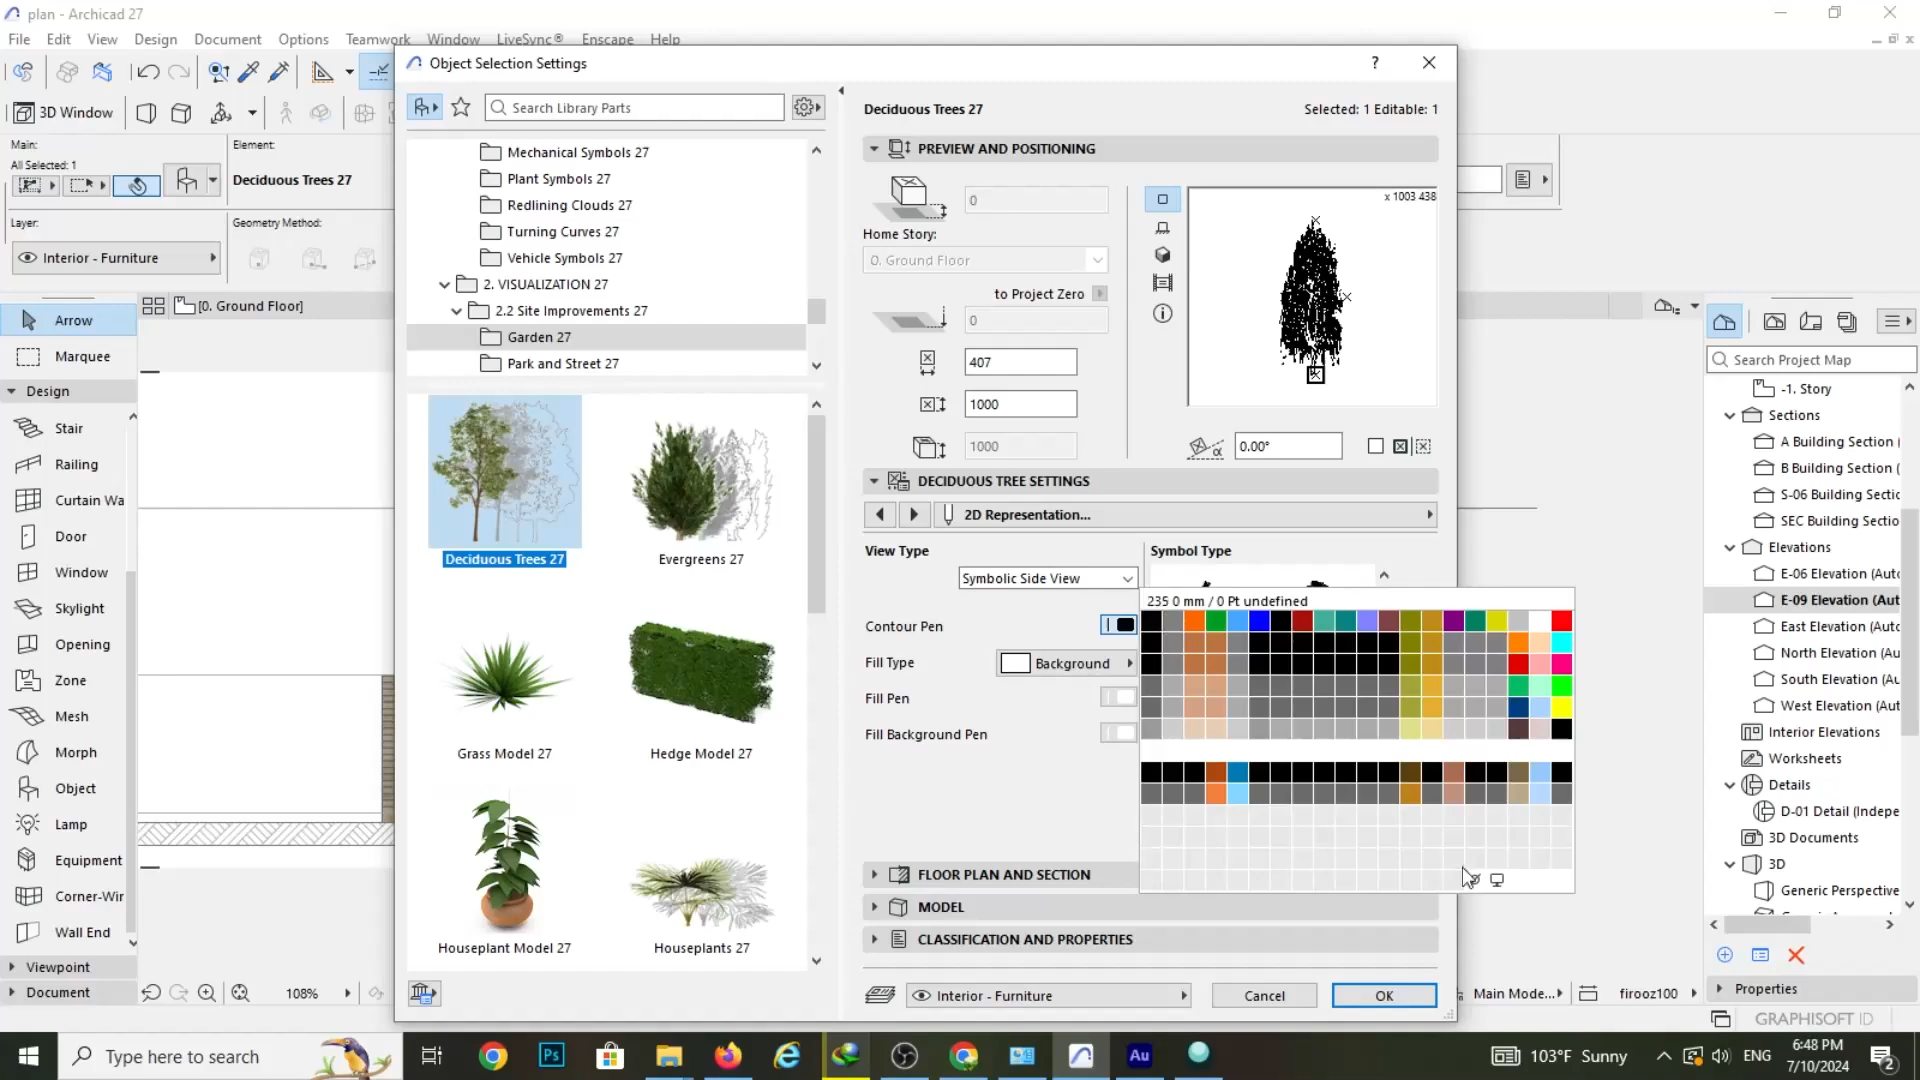 plan - Archicad 27
File Edit View Design Document Options Teamwork Window LiveSync® Enscape Help
3D Window
Main:
All Selected: 1
Element:
Deciduous Trees 27
Layer:
Geometry Method:
Interior - Furniture
[0. Ground Floor]
Arrow
Marquee
Design
Stair
Railing
Curtain Wa
Door
Window
Skylight
Opening
Zone
Mesh
Morph
Object
Lamp
Equipment
Corner-Wir
Wall End
Viewpoint
Document
108%
Object Selection Settings
?
Search Library Parts
Mechanical Symbols 27
Plant Symbols 27
Redlining Clouds 27
Turning Curves 27
Vehicle Symbols 27
2. VISUALIZATION 27
2.2 Site Improvements 27
Garden 27
Park and Street 27
Deciduous Trees 27
Evergreens 27
Grass Model 27
Hedge Model 27
Houseplant Model 27
Houseplants 27
Deciduous Trees 27
Selected: 1 Editable: 1
PREVIEW AND POSITIONING
0
Home Story:
0. Ground Floor
to Project Zero
0
407
1000
1000
x 1003 438
α
0.00°
DECIDUOUS TREE SETTINGS
2D Representation...
View Type
Symbol Type
Symbolic Side View
235 0 mm / 0 Pt undefined
Contour Pen
Fill Type
Background
Fill Pen
Fill Background Pen
FLOOR PLAN AND SECTION
MODEL
CLASSIFICATION AND PROPERTIES
Interior - Furniture
Cancel
OK
Search Project Map
-1. Story
Sections
A Building Section (
B Building Section (
S-06 Building Sectic
SEC Building Sectio
Elevations
E-06 Elevation (Autc
E-09 Elevation (Aut
East Elevation (Autc
North Elevation (Au
South Elevation (Au
West Elevation (Aut
Interior Elevations
Worksheets
Details
D-01 Detail (Indepe
3D Documents
3D
Generic Perspective
Properties
Main Mode...
firooz100
GRAPHISOFT ID
Type here to search
Ps
Au
103°F Sunny
ENG
6:48 PM
7/10/2024
2